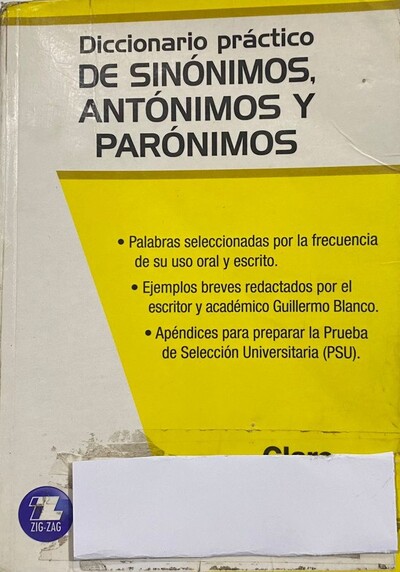 Diccionario práctico
DE SINÓNIMOS,
ANTÓNIMOS Y
PARÓNIMOS
• Palabras seleccionadas por la frecuencia
de su uso oral y escrito.
• Ejemplos breves redactados por el
escritor y académico Guillermo Blanco.
• Apéndices para preparar la Prueba
de Selección Universitaria (PSU).
ZIG-ZAG